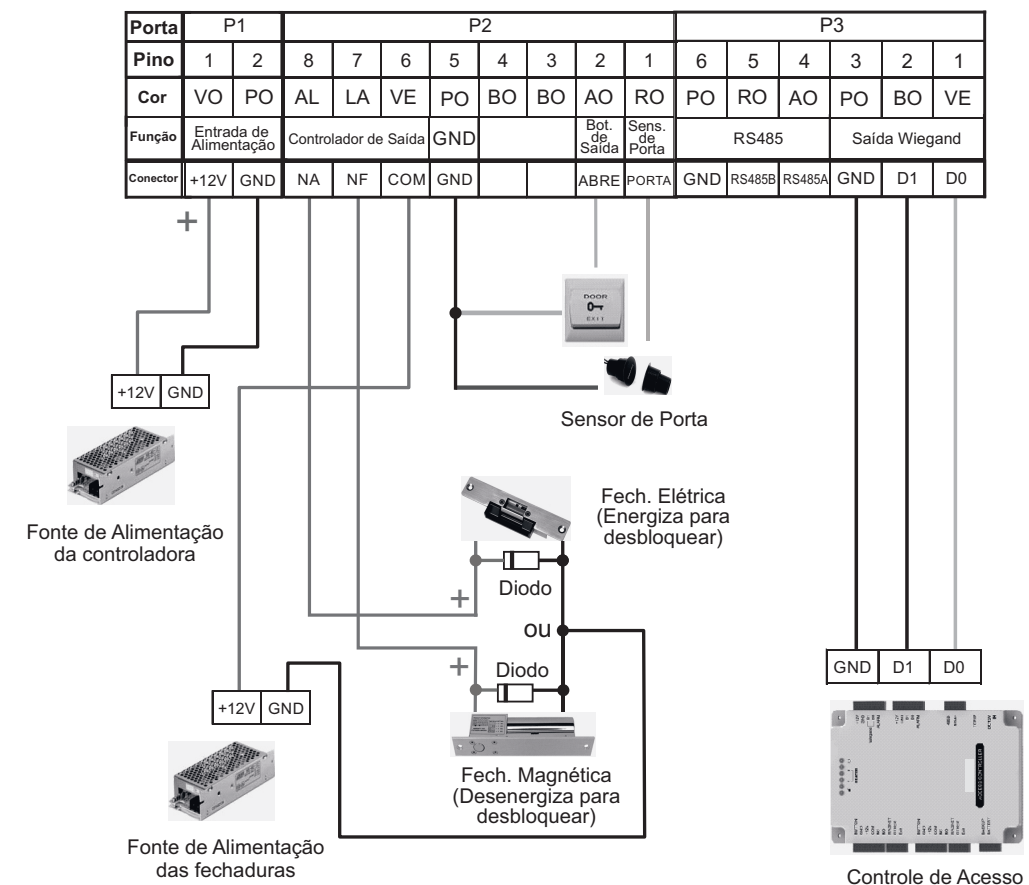 Porta P1 P2 P3
Pino 1 2 8 7 6 5 4 3 2 1 6 5 4 3 2 1
Cor VO PO AL LA VE PO BO BO AO RO PO RO AO PO BO VE
Função Entrada de Alimentação Controlador de Saída GND Bot. de Saída Sens. de Porta RS485 Saída Wiegand
Conector +12V GND NA NF COM GND ABRE PORTA GND RS485B RS485A GND D1 D0
+
DOOR
EXIT
+12V GND
Sensor de Porta
Fonte de Alimentação
da controladora
Fech. Elétrica
(Energiza para
desbloquear)
Diodo
+
ou
Diodo
+
GND D1 D0
+12V GND
Fech. Magnética
(Desenergiza para
desbloquear)
Fonte de Alimentação
das fechaduras
Controle de Acesso